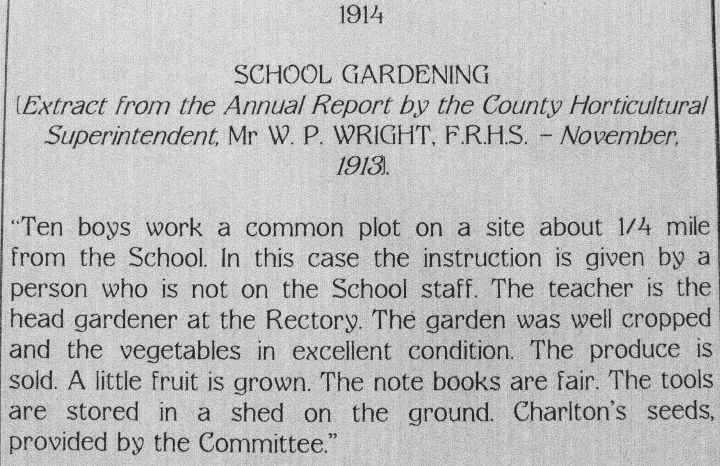 1914
SCHOOL GARDENING
(Extract from the Annual Report by the County Horticultural
Superintendent, Mr W. P. WRIGHT, F.R.H.S. – November,
1913).
“Ten boys work a common plot on a site about 1/4 mile
from the School. In this case the instruction is given by a
person who is not on the School staff. The teacher is the
head gardener at the Rectory. The garden was well cropped
and the vegetables in excellent condition. The produce is
sold. A little fruit is grown. The note books are fair. The tools
are stored in a shed on the ground. Charlton’s seeds,
provided by the Committee.”